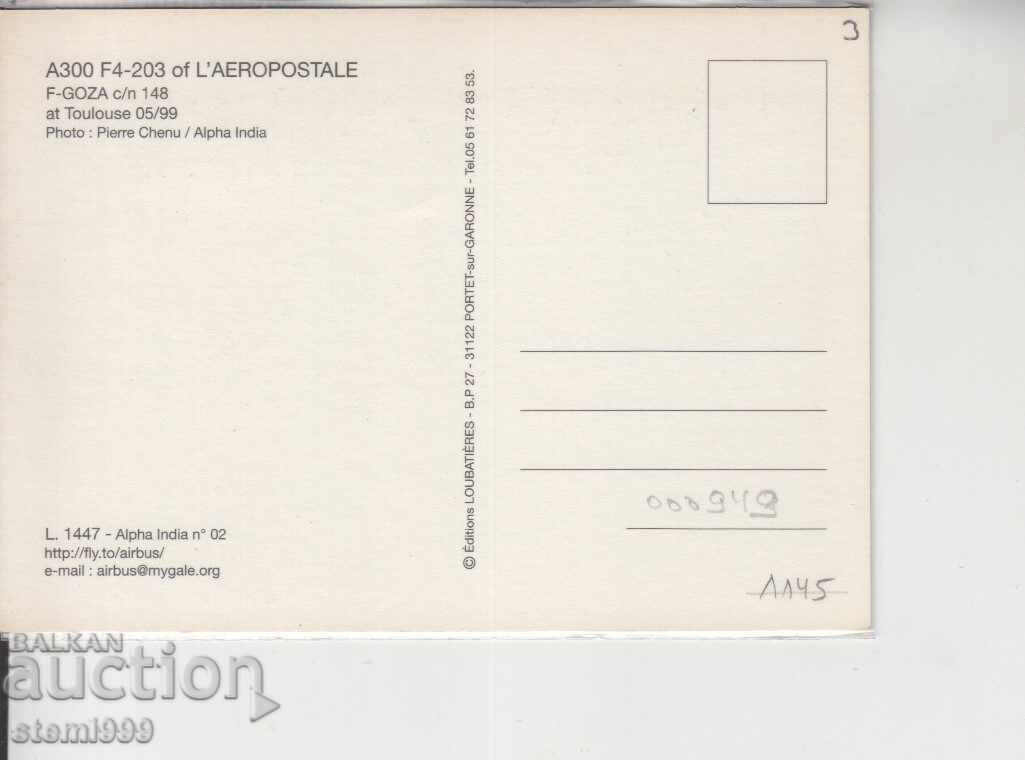 A300 F4-203 of L'AEROPOSTALE
F-GOZA c/n 148
at Toulouse 05/99
Photo : Pierre Chenu / Alpha India
L. 1447 - Alpha India n° 02
http://fly.to/airbus/
e-mail : airbus@mygale.org
© Éditions LOUBATIÈRES - B.P 27 - 31122 PORTET-sur-GARONNE - Tel.05 61 72 83 53.
3
000949
1145
BALKAN
auction
stemi999